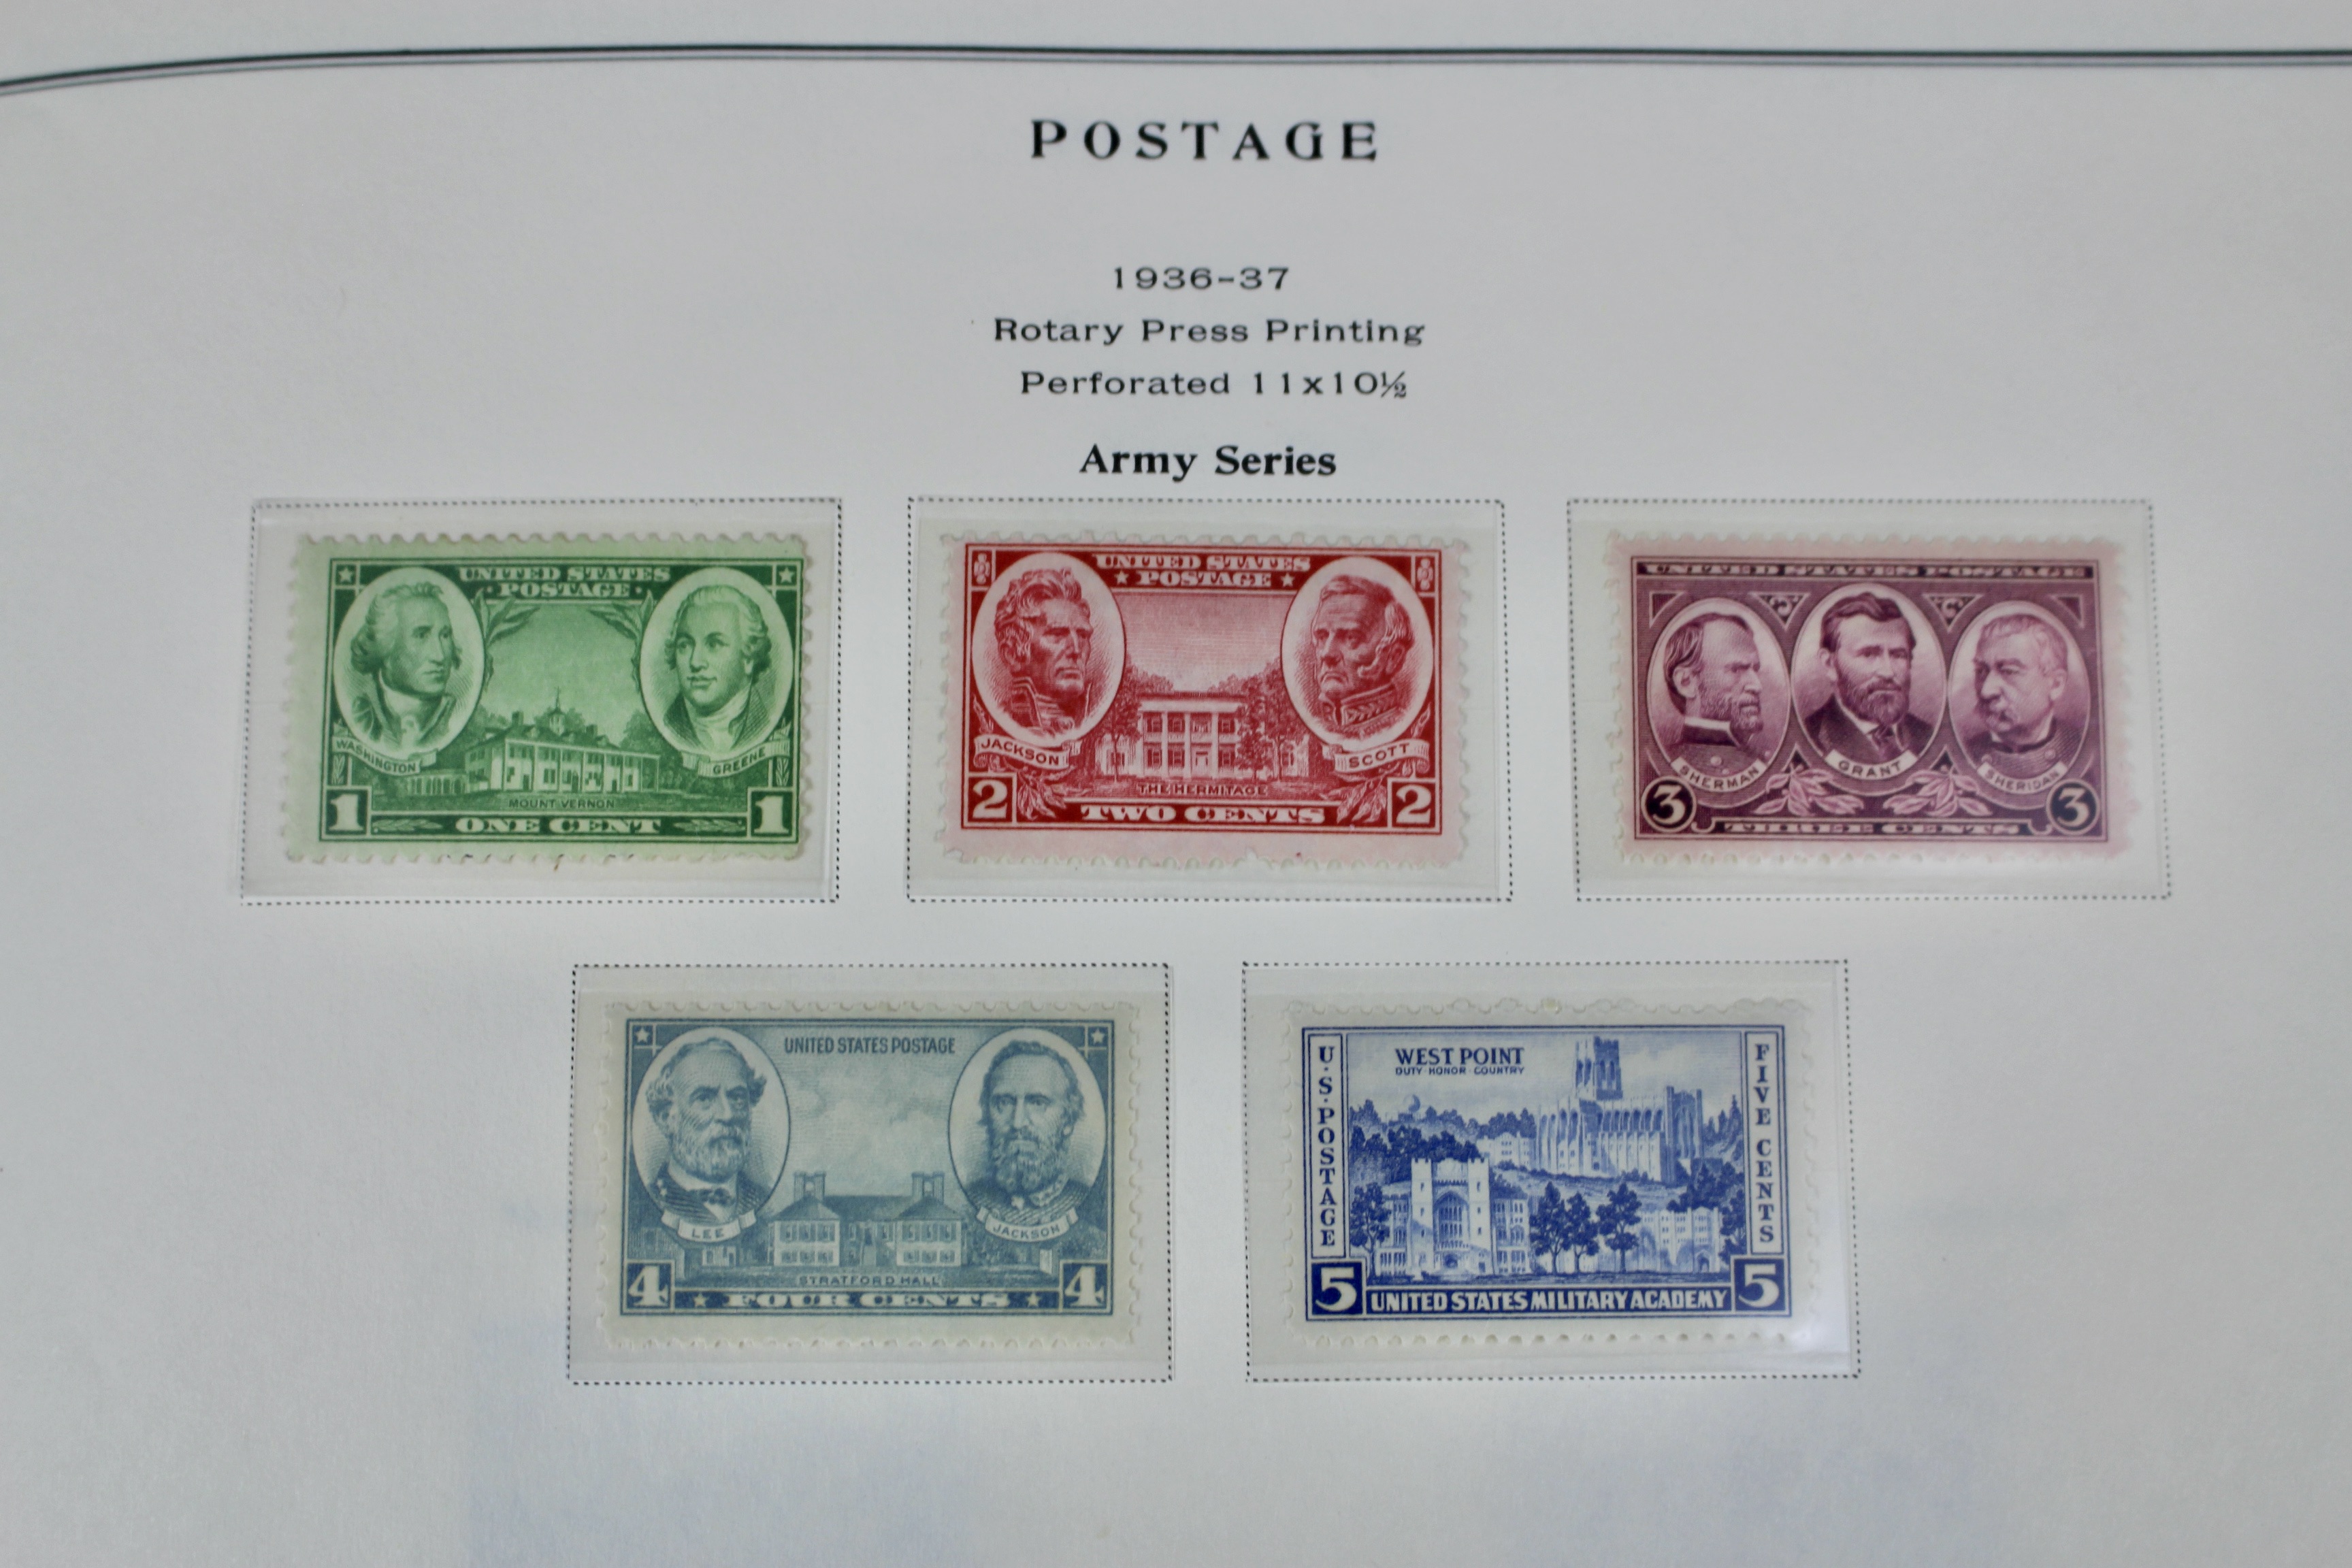 POSTAGE
1936-37
Rotary Press Printing
Perforated 11x10½
Army Series
UNITED STATES
POSTAGE
WASHINGTON
GREENE
MOUNT VERNON
1 ONE CENT 1
UNITED STATES
POSTAGE
JACKSON
SCOTT
THE HERMITAGE
2 TWO CENTS 2
UNITED STATES POSTAGE
SHERMAN
GRANT
SHERIDAN
3 THREE CENTS 3
UNITED STATES POSTAGE
LEE
JACKSON
STRATFORD HALL
4 FOUR CENTS 4
U.S. POSTAGE
WEST POINT
DUTY · HONOR · COUNTRY
FIVE CENTS
5 UNITED STATES MILITARY ACADEMY 5